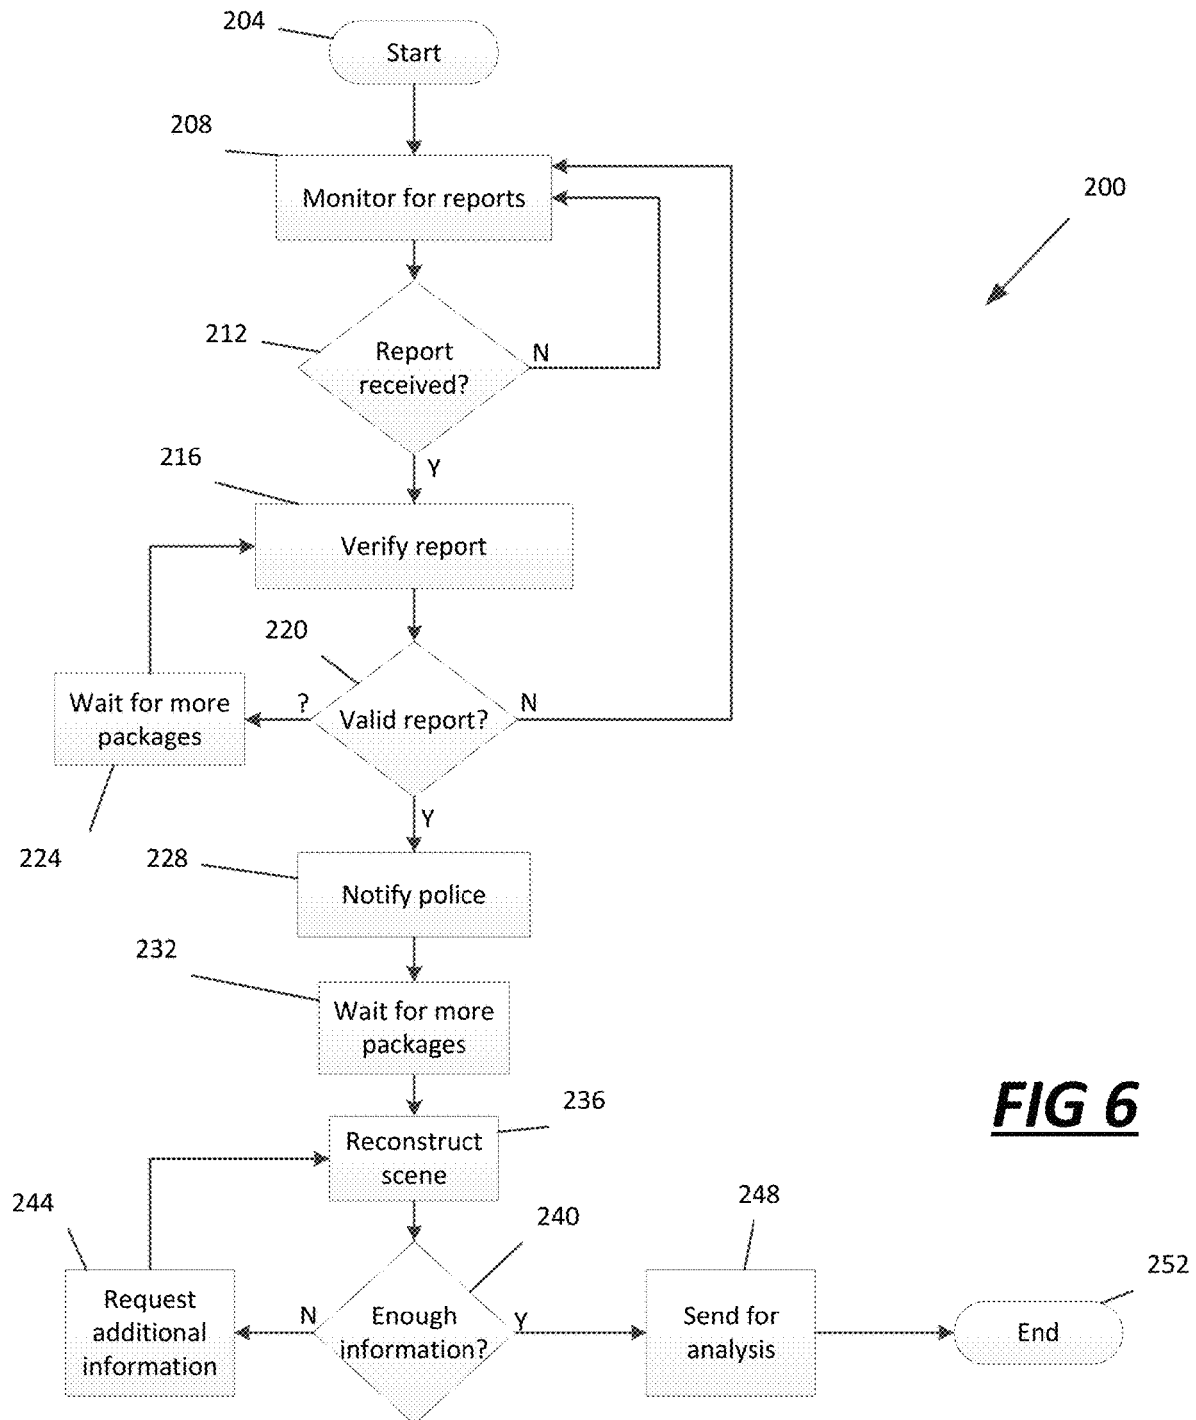 204
Start
208
Monitor for reports
200
212
Report
received?
N
Y
216
Verify report
220
Wait for more
packages
?
Valid report?
N
224
Y
228
Notify police
232
Wait for more
packages
236
Reconstruct
scene
FIG 6
244
240
248
252
Request
additional
information
N
Enough
information?
Y
Send for
analysis
End